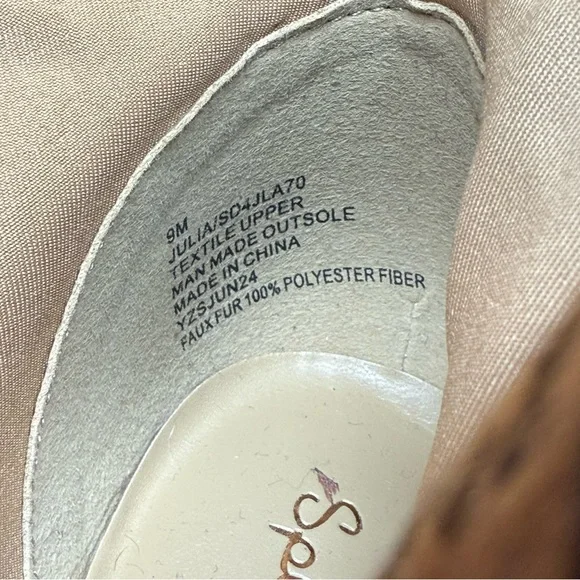 9M
JULIA/SO4JLA70
TEXTILE UPPER
MAN MADE OUTSOLE
MADE IN CHINA
YZSJUN24
FAUX FUR 100% POLYESTER FIBER